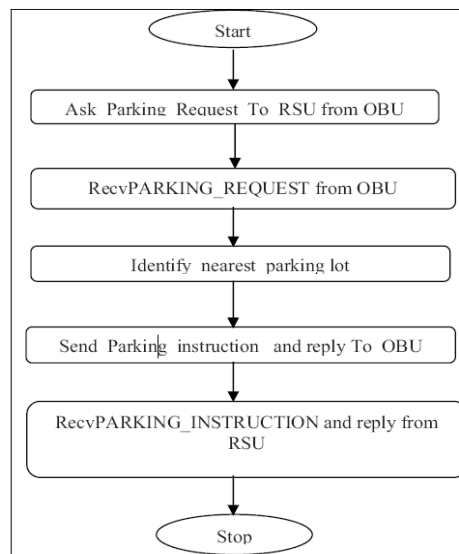 Start
Ask Parking Request To RSU from OBU
RecvPARKING_REQUEST from OBU
Identify nearest parking lot
Send Parking instruction and reply To OBU
RecvPARKING_INSTRUCTION and reply from
RSU
Stop